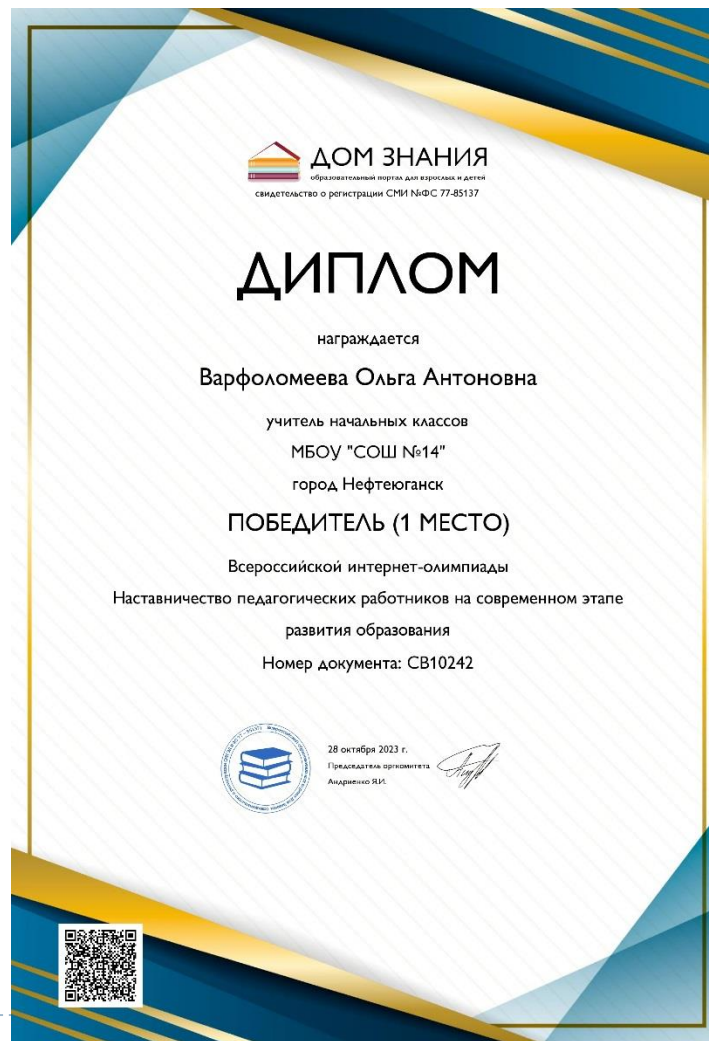 ДОМ ЗНАНИЯ
образовательный портал для взрослых и детей
свидетельство о регистрации СМИ №ФС 77-85137
ДИПЛОМ
награждается
Варфоломеева Ольга Антоновна
учитель начальных классов
МБОУ "СОШ №14"
город Нефтеюганск
ПОБЕДИТЕЛЬ (1 МЕСТО)
Всероссийской интернет-олимпиады
Наставничество педагогических работников на современном этапе
развития образования
Номер документа: СВ10242
28 октября 2023 г.
Председатель оргкомитета
Андриенко Я.И.